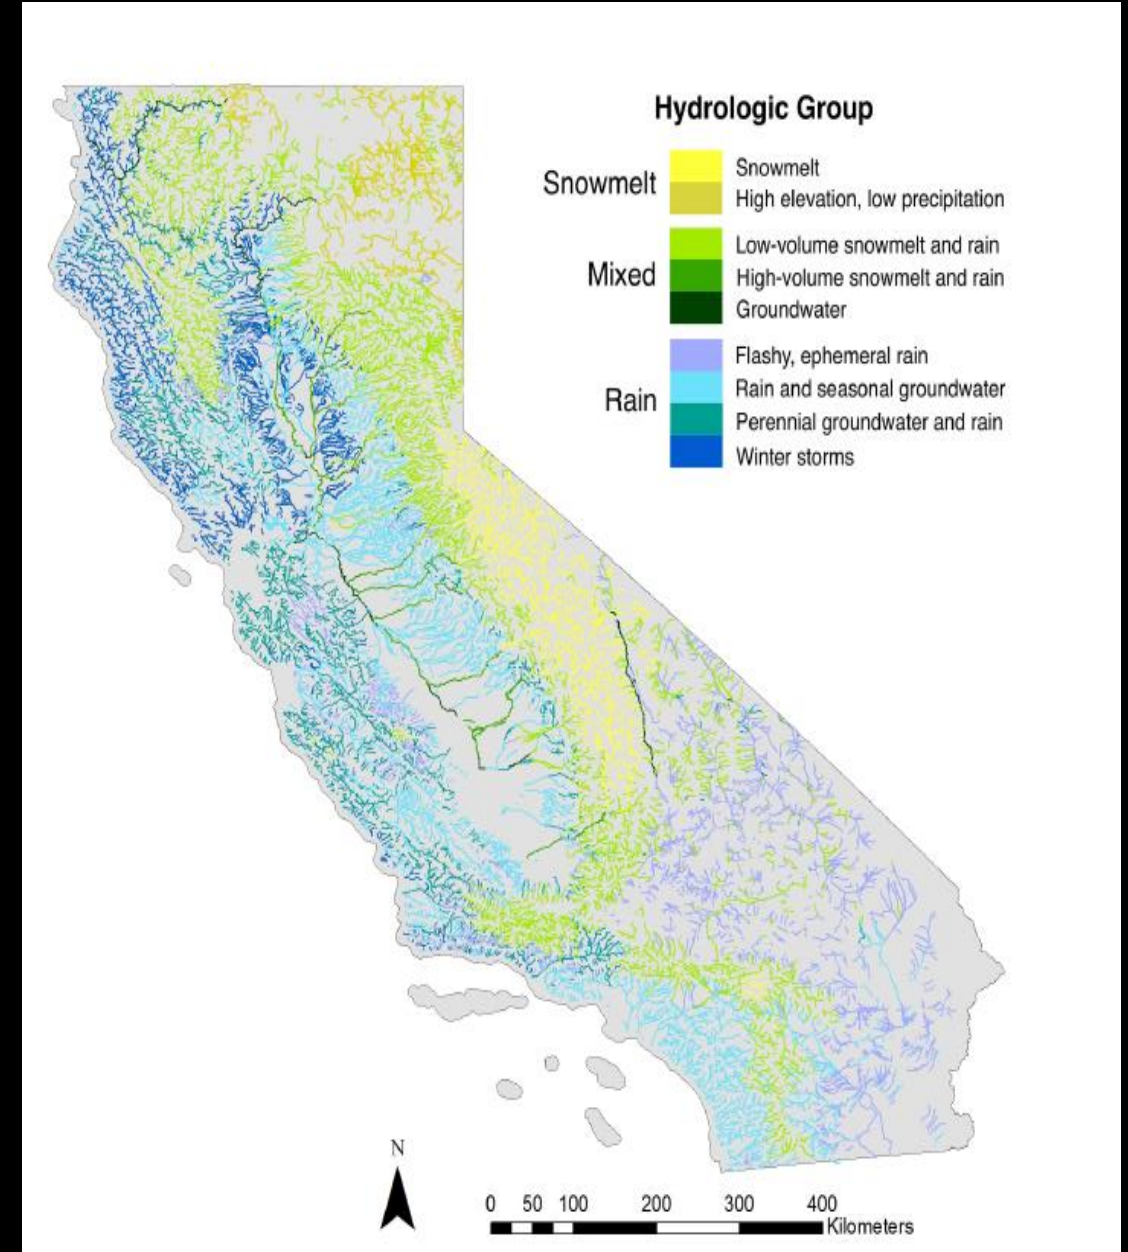 Hydrologic Group
Snowmelt
Snowmelt
High elevation, low precipitation
Mixed
Low-volume snowmelt and rain
High-volume snowmelt and rain
Groundwater
Rain
Flashy, ephemeral rain
Rain and seasonal groundwater
Perennial groundwater and rain
Winter storms
N
0 50 100 200 300 400
Kilometers